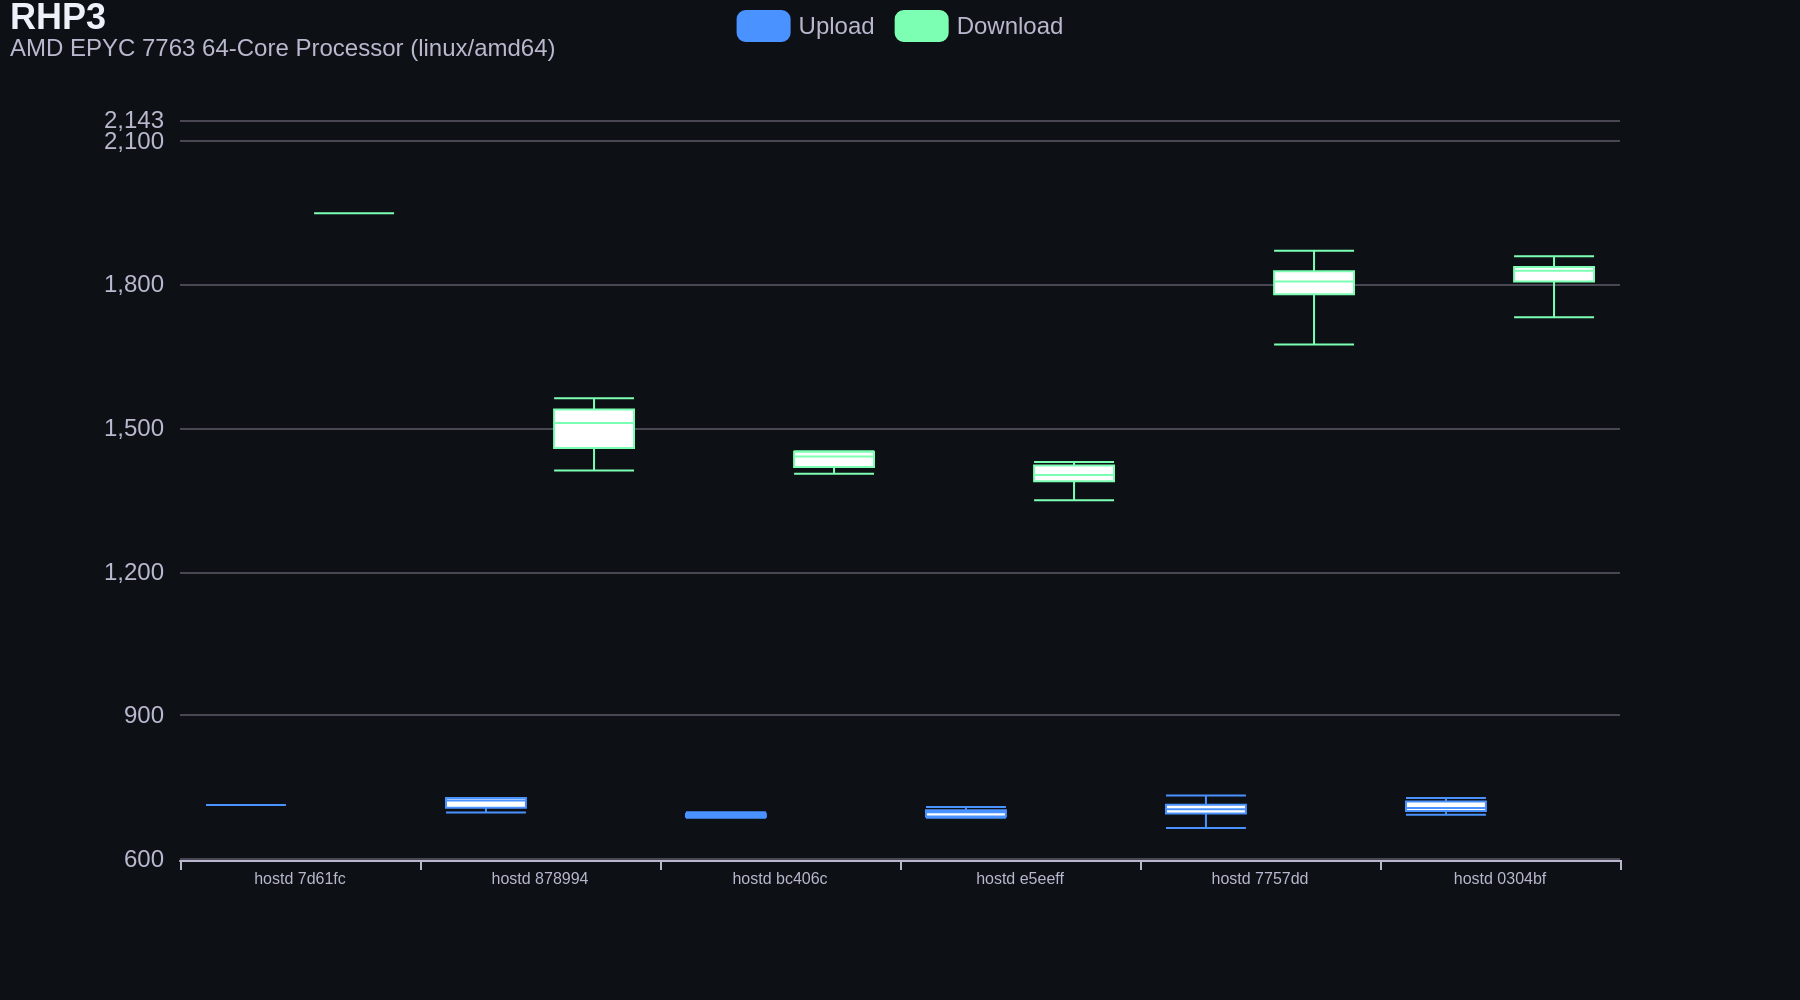 RHP3
AMD EPYC 7763 64-Core Processor (linux/amd64)
Upload Download
2,143
2,100
1,800
1,500
1,200
900
600
hostd 7d61fc hostd 878994 hostd bc406c hostd e5eeff hostd 7757dd hostd 0304bf